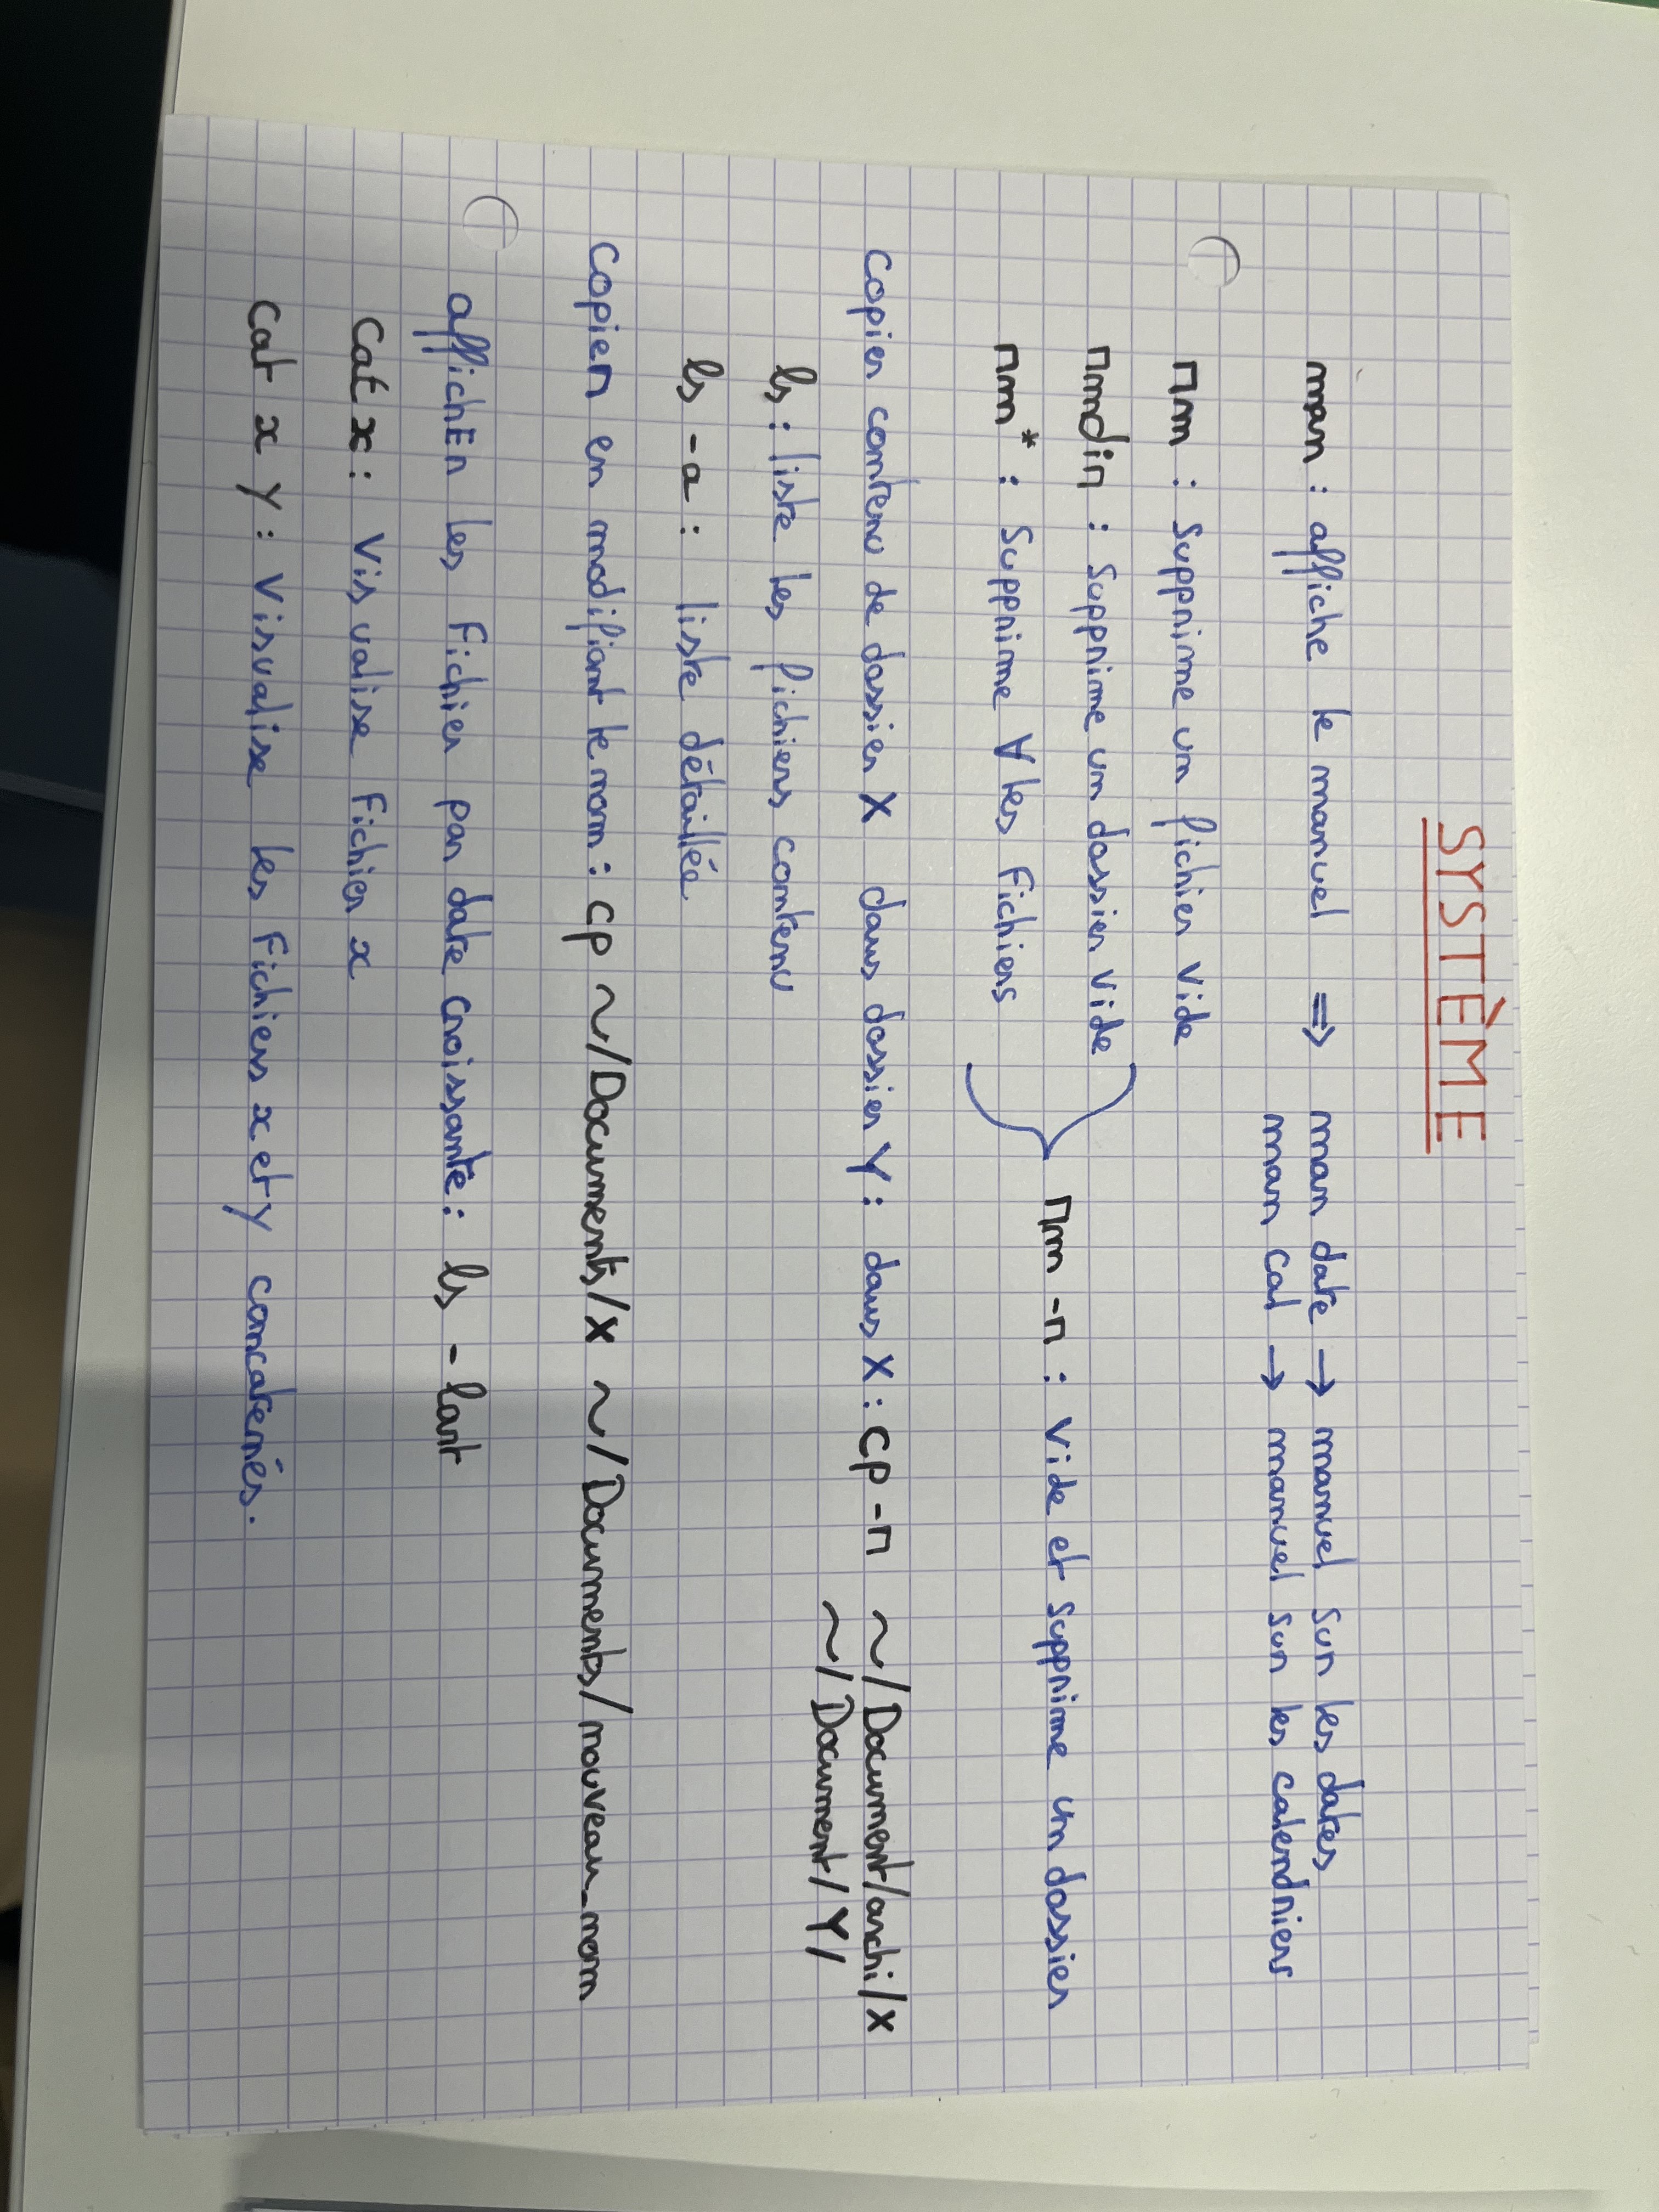 SYSTÈME
man : affiche le manuel ⇒ man date → manuel sur les dates
man cal → manuel sur les calendriers
rm : supprime un fichier vide
rmdir : supprime un dossier vide
rm* : supprime ∀ les fichiers
rm -r : vide et supprime un dossier
Copier contenu de dossier X dans dossier Y : dans X : cp -r ~/Document/archi/X
~/Document/Y/
ls : liste les fichiers contenu
ls -a : liste détaillée
Copier en modifiant le nom : cp ~/Documents/X ~/Documents/nouveau_nom
affichEr les fichier par date croissante : ls -lart
Cat x : Visualise fichier x
Cat x y : Visualise les fichiers x et y concatenés.